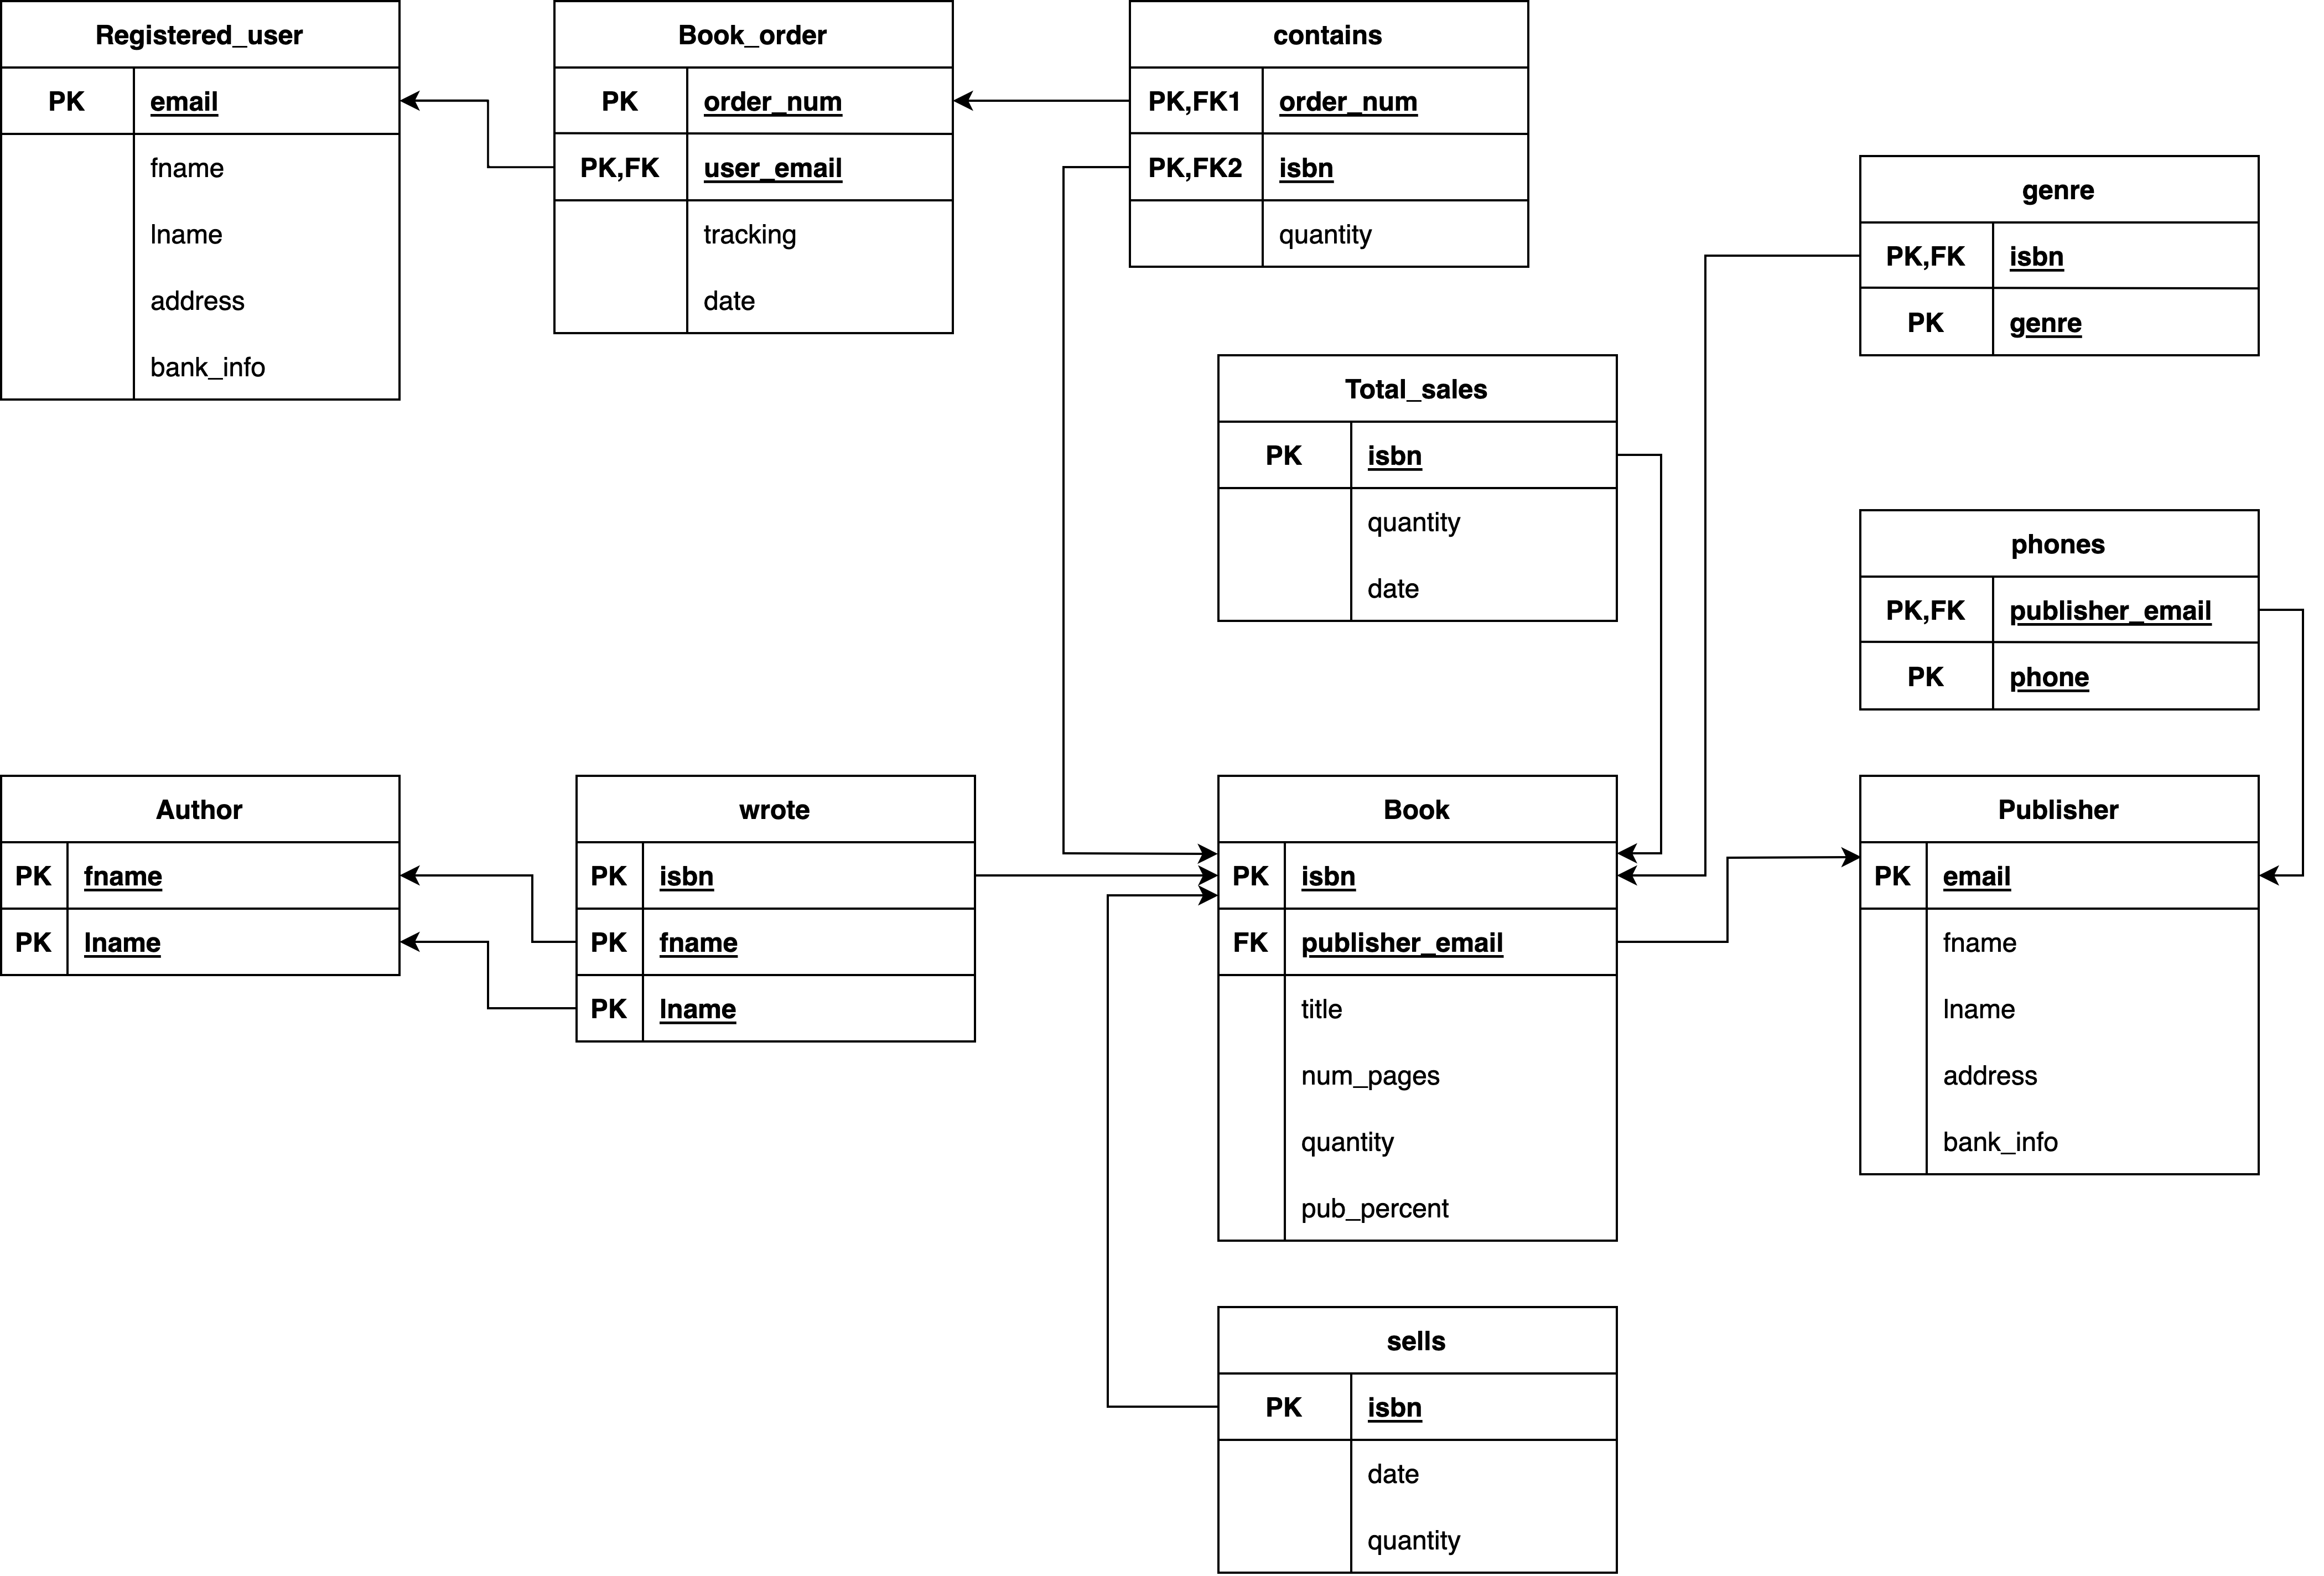 Registered_user
PK email
fname
lname
address
bank_info
Book_order
PK order_num
PK,FK user_email
tracking
date
contains
PK,FK1 order_num
PK,FK2 isbn
quantity
genre
PK,FK isbn
PK genre
Total_sales
PK isbn
quantity
date
phones
PK,FK publisher_email
PK phone
Author
PK fname
PK lname
wrote
PK isbn
PK fname
PK lname
Book
PK isbn
FK publisher_email
title
num_pages
quantity
pub_percent
Publisher
PK email
fname
lname
address
bank_info
sells
PK isbn
date
quantity